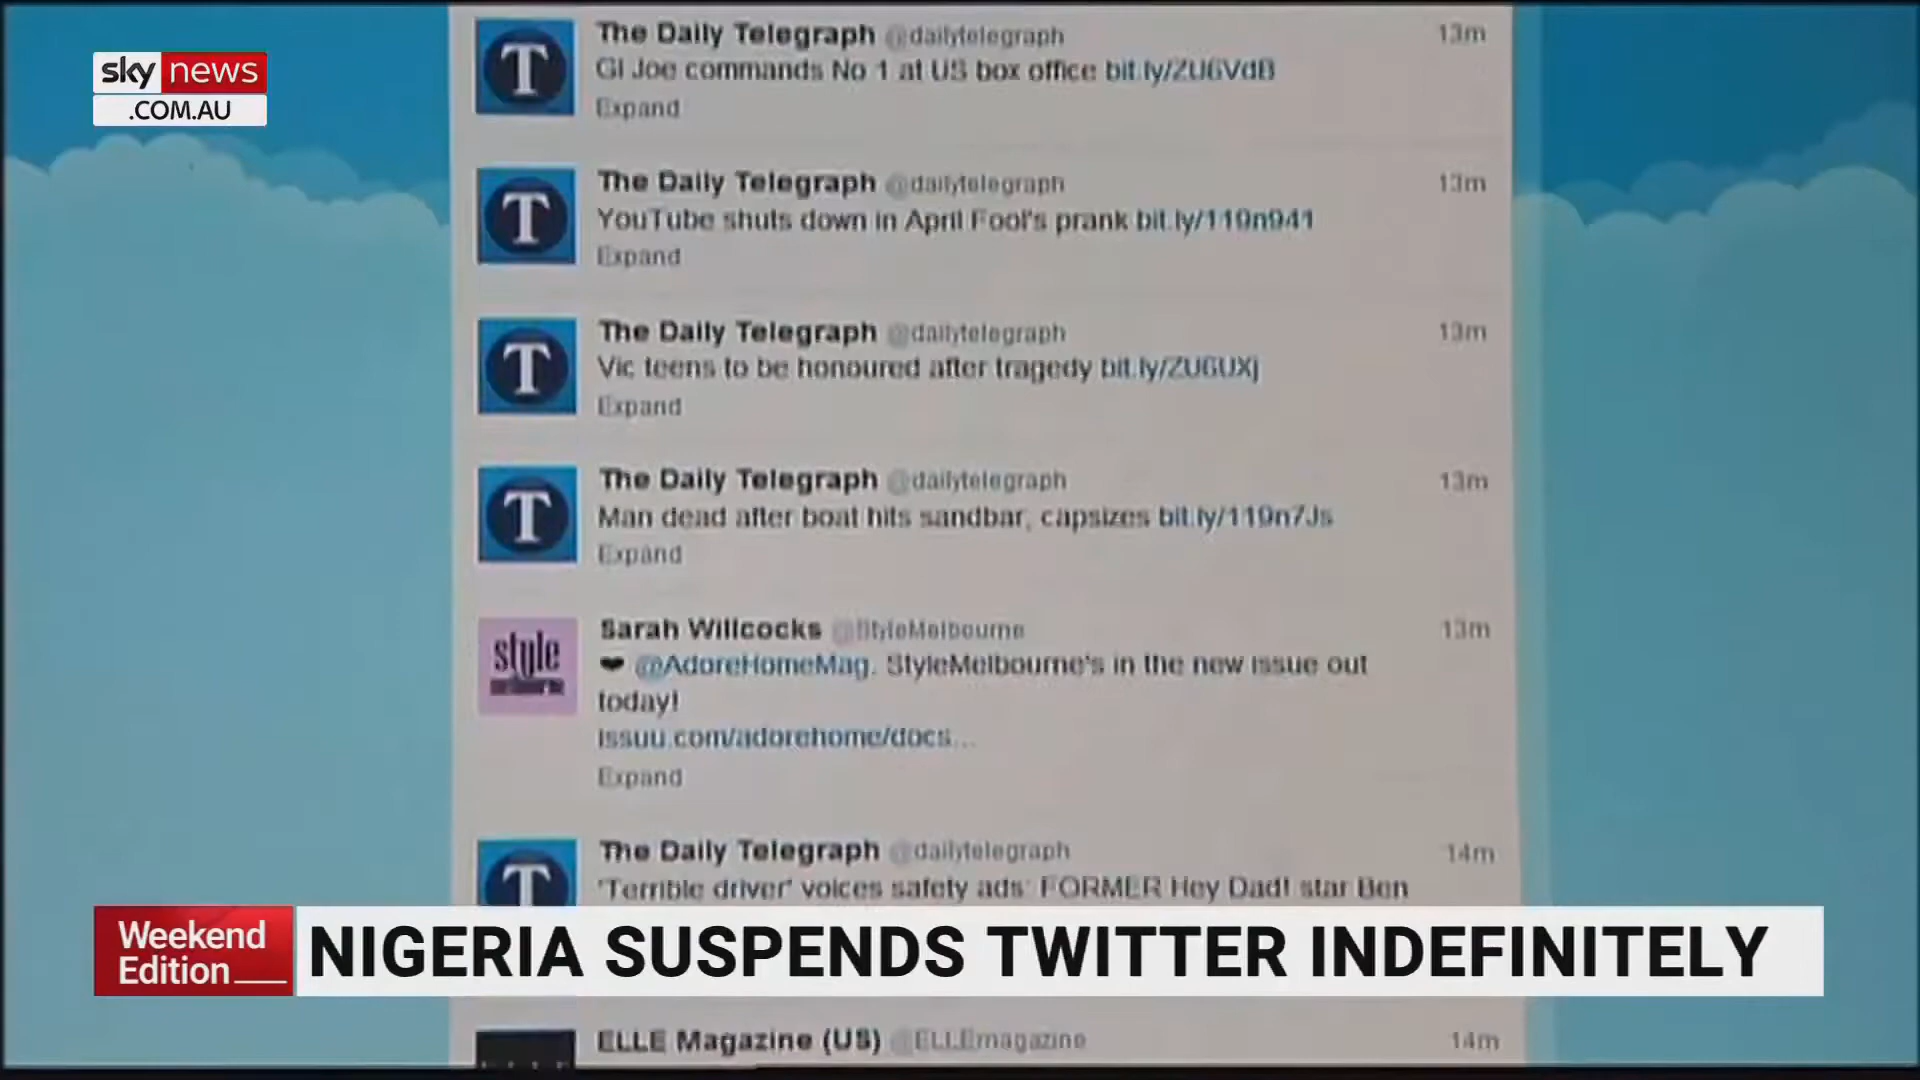 sky news
.COM.AU
The Daily Telegraph @dailytelegraph 13m
GI Joe commands No 1 at US box office bit.ly/ZU6VdB
Expand
The Daily Telegraph @dailytelegraph 13m
YouTube shuts down in April Fool's prank bit.ly/119n941
Expand
The Daily Telegraph @dailytelegraph 13m
Vic teens to be honoured after tragedy bit.ly/ZU6UXj
Expand
The Daily Telegraph @dailytelegraph 13m
Man dead after boat hits sandbar, capsizes bit.ly/119n7Js
Expand
style
melbourne
Sarah Willcocks @StyleMelbourne 13m
❤ @AdoreHomeMag. StyleMelbourne's in the new issue out
today!
issuu.com/adorehome/docs...
Expand
The Daily Telegraph @dailytelegraph 14m
'Terrible driver' voices safety ads: FORMER Hey Dad! star Ben
Weekend
Edition
NIGERIA SUSPENDS TWITTER INDEFINITELY
ELLE Magazine (US) @ELLEmagazine 14m